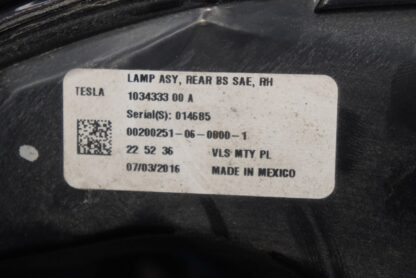 LAMP ASY, REAR BS SAE, RH
TESLA 1034333 00 A
Serial(S): 014685
00200251-06-0000-1
22 52 36 VLS MTY PL
07/03/2016 MADE IN MEXICO